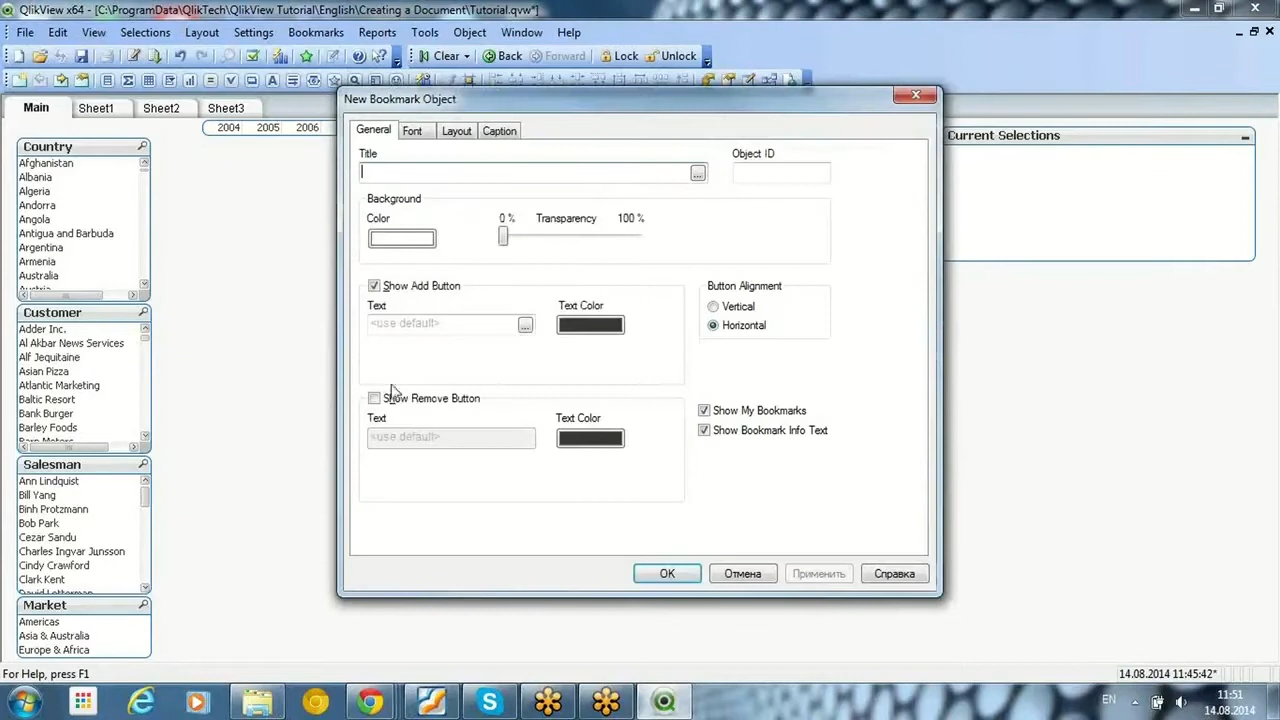 QlikView x64 - [C:\ProgramData\QlikTech\QlikView Tutorial\English\Creating a Document\Tutorial.qvw*]
File Edit View Selections Layout Settings Bookmarks Reports Tools Object Window Help
Clear Back Forward Lock Unlock
Main Sheet1 Sheet2 Sheet3
2004 2005 2006
Country
Afghanistan
Albania
Algeria
Andorra
Angola
Antigua and Barbuda
Argentina
Armenia
Australia
Austria
Customer
Adder Inc.
Al Akbar News Services
Alf Jequitaine
Asian Pizza
Atlantic Marketing
Baltic Resort
Bank Burger
Barley Foods
Barn Motors
Salesman
Ann Lindquist
Bill Yang
Binh Protzmann
Bob Park
Cezar Sandu
Charles Ingvar Junsson
Cindy Crawford
Clark Kent
David Letterman
Market
Americas
Asia & Australia
Europe & Africa
New Bookmark Object
General Font Layout Caption
Title Object ID
...
Background
Color 0 % Transparency 100 %
Show Add Button
Text Text Color
<use default> ...
Button Alignment
Vertical
Horizontal
Show Remove Button
Text Text Color
<use default>
Show My Bookmarks
Show Bookmark Info Text
OK Отмена Применить Справка
Current Selections
For Help, press F1
14.08.2014 11:45:42*
EN
11:51
14.08.2014